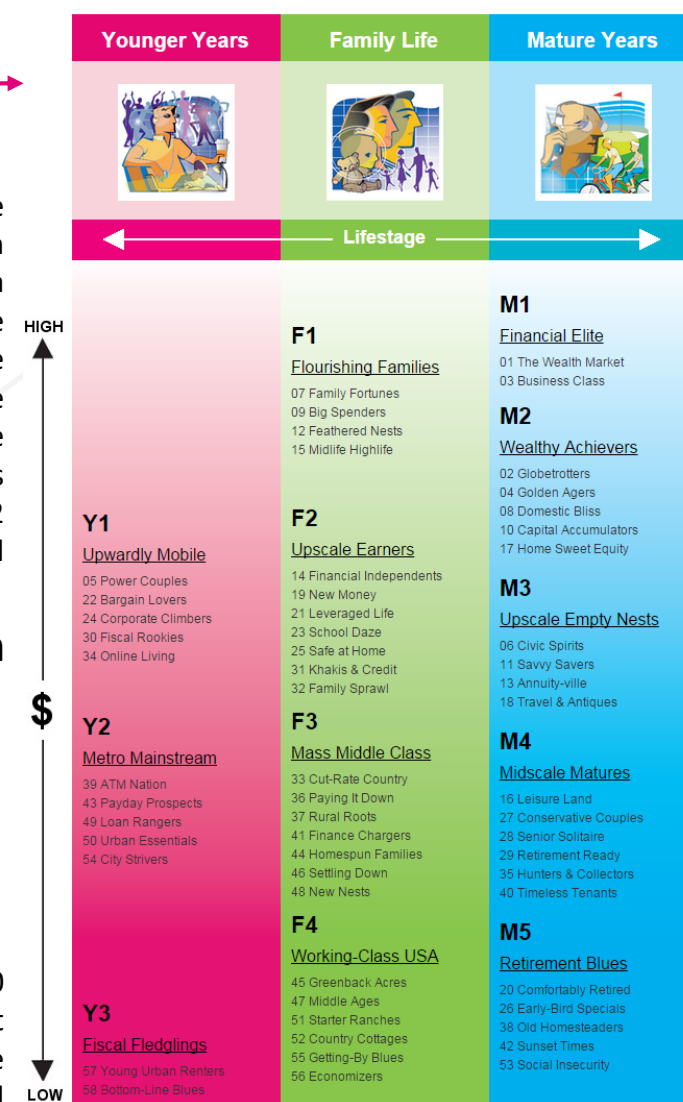 Younger Years
Family Life
Mature Years
Lifestage
HIGH
$
LOW
Y1
Upwardly Mobile
05 Power Couples
22 Bargain Lovers
24 Corporate Climbers
30 Fiscal Rookies
34 Online Living
Y2
Metro Mainstream
39 ATM Nation
43 Payday Prospects
49 Loan Rangers
50 Urban Essentials
54 City Strivers
Y3
Fiscal Fledglings
57 Young Urban Renters
58 Bottom-Line Blues
F1
Flourishing Families
07 Family Fortunes
09 Big Spenders
12 Feathered Nests
15 Midlife Highlife
F2
Upscale Earners
14 Financial Independents
19 New Money
21 Leveraged Life
23 School Daze
25 Safe at Home
31 Khakis & Credit
32 Family Sprawl
F3
Mass Middle Class
33 Cut-Rate Country
36 Paying It Down
37 Rural Roots
41 Finance Chargers
44 Homespun Families
46 Settling Down
48 New Nests
F4
Working-Class USA
45 Greenback Acres
47 Middle Ages
51 Starter Ranches
52 Country Cottages
55 Getting-By Blues
56 Economizers
M1
Financial Elite
01 The Wealth Market
03 Business Class
M2
Wealthy Achievers
02 Globetrotters
04 Golden Agers
08 Domestic Bliss
10 Capital Accumulators
17 Home Sweet Equity
M3
Upscale Empty Nests
06 Civic Spirits
11 Savvy Savers
13 Annuity-ville
18 Travel & Antiques
M4
Midscale Matures
16 Leisure Land
27 Conservative Couples
28 Senior Solitaire
29 Retirement Ready
35 Hunters & Collectors
40 Timeless Tenants
M5
Retirement Blues
20 Comfortably Retired
26 Early-Bird Specials
38 Old Homesteaders
42 Sunset Times
53 Social Insecurity